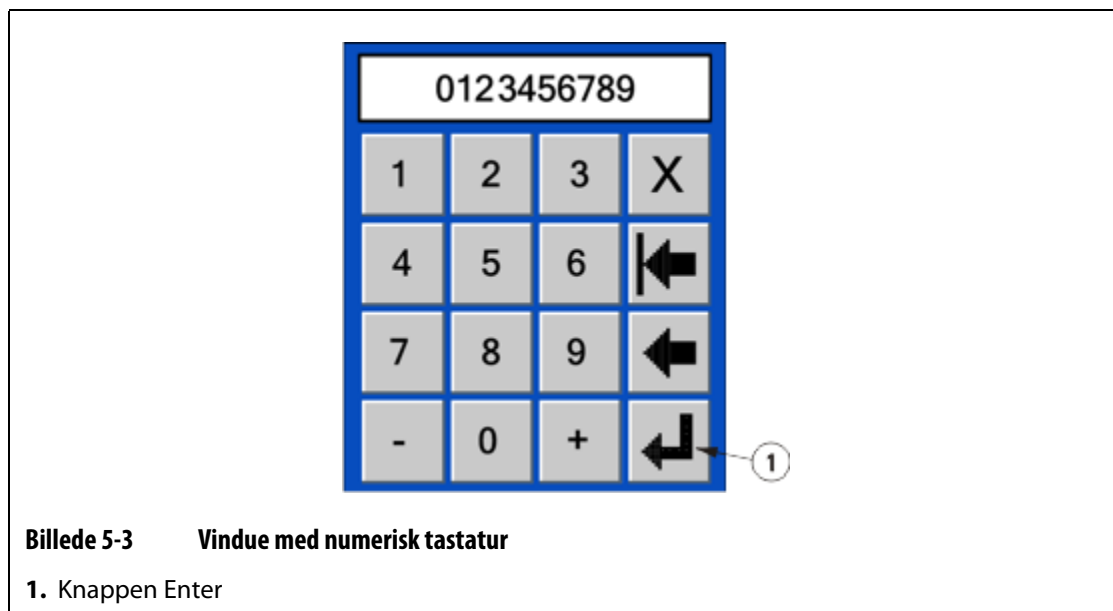 0123456789
1 2 3 X
4 5 6
7 8 9
- 0 +
1
Billede 5-3 Vindue med numerisk tastatur
1. Knappen Enter